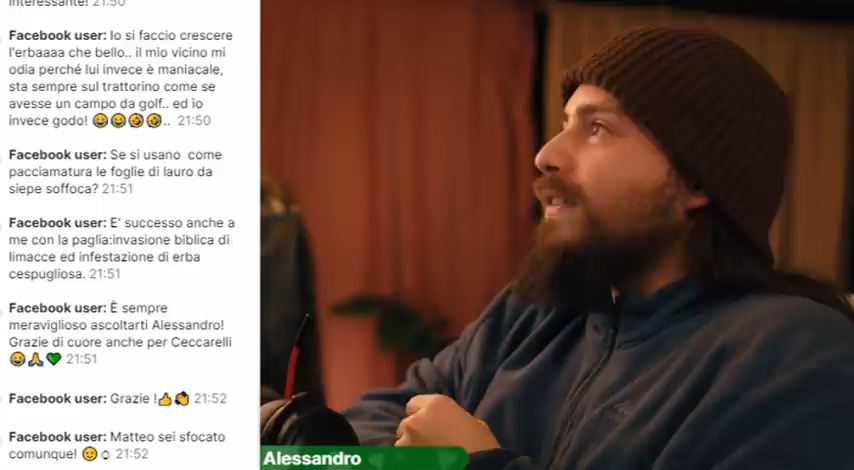 interessante! 21:50
Facebook user: Io si faccio crescere
l'erbaaaa che bello.. il mio vicino mi
odia perché lui invece è maniacale,
sta sempre sul trattorino come se
avesse un campo da golf.. ed io
invece godo! 😂😂🤣🤣.. 21:50
Facebook user: Se si usano come
pacciamatura le foglie di lauro da
siepe soffoca? 21:51
Facebook user: E' successo anche a
me con la paglia:invasione biblica di
limacce ed infestazione di erba
cespugliosa. 21:51
Facebook user: È sempre
meraviglioso ascoltarti Alessandro!
Grazie di cuore anche per Ceccarelli
😂🙏💚 21:51
Facebook user: Grazie !👍👏 21:52
Facebook user: Matteo sei sfocato
comunque! 😉☺ 21:52
Alessandro